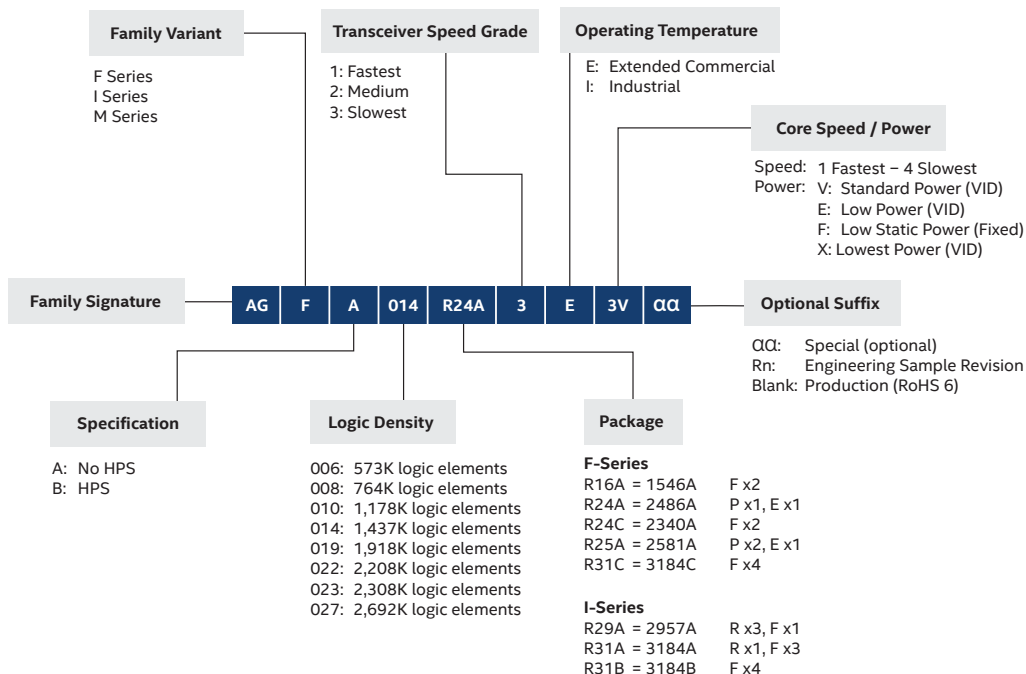 Family Variant
F Series
I Series
M Series
Transceiver Speed Grade
1: Fastest
2: Medium
3: Slowest
Operating Temperature
E: Extended Commercial
I: Industrial
Core Speed / Power
Speed: 1 Fastest – 4 Slowest
Power: V: Standard Power (VID)
E: Low Power (VID)
F: Low Static Power (Fixed)
X: Lowest Power (VID)
Family Signature
AG F A 014 R24A 3 E 3V αα
Optional Suffix
αα: Special (optional)
Rn: Engineering Sample Revision
Blank: Production (RoHS 6)
Specification
A: No HPS
B: HPS
Logic Density
006: 573K logic elements
008: 764K logic elements
010: 1,178K logic elements
014: 1,437K logic elements
019: 1,918K logic elements
022: 2,208K logic elements
023: 2,308K logic elements
027: 2,692K logic elements
Package
F-Series
R16A = 1546A F x2
R24A = 2486A P x1, E x1
R24C = 2340A F x2
R25A = 2581A P x2, E x1
R31C = 3184C F x4
I-Series
R29A = 2957A R x3, F x1
R31A = 3184A R x1, F x3
R31B = 3184B F x4